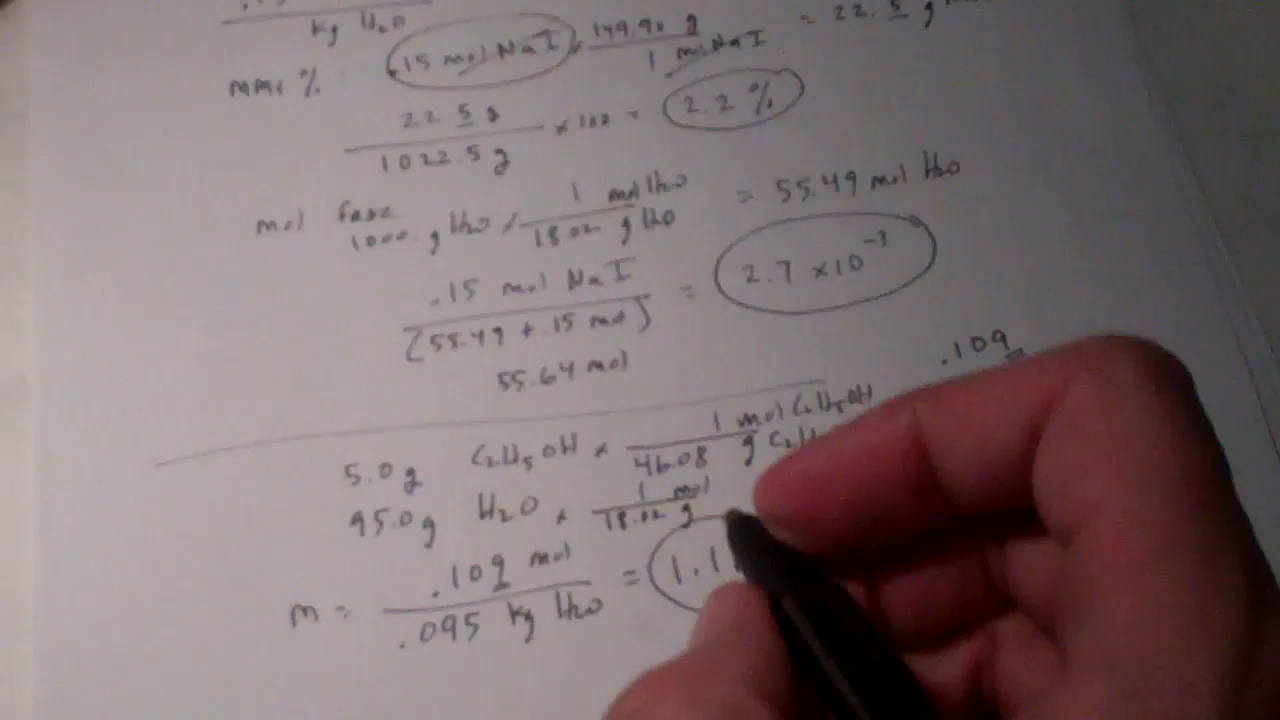 kg H₂O
.15 mol NaI × 149.90 g = 22.5 g
1 mol NaI
mass %
22.5 g × 100 = 2.2 %
1022.5 g
mol frac
1000. g H₂O × 1 mol H₂O = 55.49 mol H₂O
18.02 g H₂O
.15 mol NaI = 2.7 × 10⁻³
(55.49 + .15 mol)
55.64 mol
.109
5.0 g C₂H₅OH × 1 mol C₂H₅OH
46.08 g
95.0 g H₂O × 1 mol
18.02 g
m = .109 mol = 1.1
.095 kg H₂O